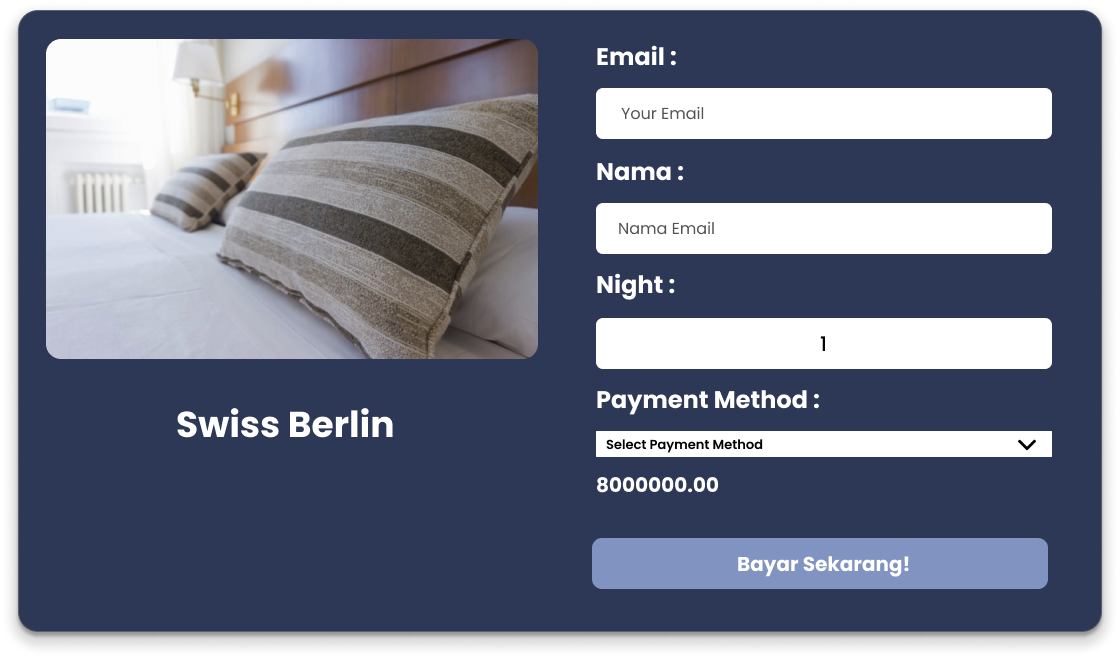 Swiss Berlin
Email :
Your Email
Nama :
Nama Email
Night :
1
Payment Method :
Select Payment Method
8000000.00
Bayar Sekarang!